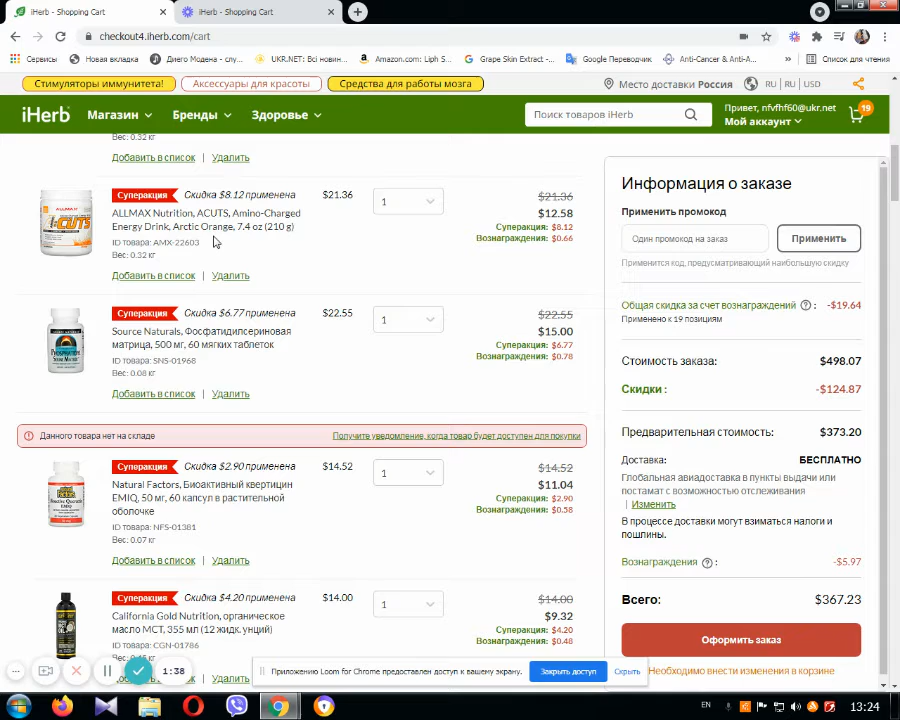 iHerb - Shopping Cart
iHerb - Shopping Cart
checkout4.iherb.com/cart
Сервисы
Новая вкладка
Диего Модена - слу...
UKR.NET: Всі новин...
Amazon.com: Liph S...
Grape Skin Extract -...
Google Переводчик
Anti-Cancer & Anti-A...
»
Список для чтения
Стимуляторы иммунитета!
Аксессуары для красоты
Средства для работы мозга
Место доставки Россия
RU | RU | USD
iHerb
Магазин
Бренды
Здоровье
Поиск товаров iHerb
Привет, nfvfhf60@ukr.net
Мой аккаунт
19
Вес: 0.32 кг
Добавить в список | Удалить
Суперакция Скидка $8.12 применена
ALLMAX Nutrition, ACUTS, Amino-Charged
Energy Drink, Arctic Orange, 7.4 oz (210 g)
ID товара: AMX-22603
Вес: 0.32 кг
Добавить в список | Удалить
$21.36
1
$21.36
$12.58
Суперакция: $8.12
Вознаграждения: $0.66
Суперакция Скидка $6.77 применена
Source Naturals, Фосфатидилсериновая
матрица, 500 мг, 60 мягких таблеток
ID товара: SNS-01968
Вес: 0.08 кг
Добавить в список | Удалить
$22.55
1
$22.55
$15.00
Суперакция: $6.77
Вознаграждения: $0.78
Данного товара нет на складе
Получите уведомление, когда товар будет доступен для покупки
Суперакция Скидка $2.90 применена
Natural Factors, Биоактивный кверцитин
EMIQ, 50 мг, 60 капсул в растительной
оболочке
ID товара: NFS-01381
Вес: 0.07 кг
Добавить в список | Удалить
$14.52
1
$14.52
$11.04
Суперакция: $2.90
Вознаграждения: $0.58
Суперакция Скидка $4.20 применена
California Gold Nutrition, органическое
масло MCT, 355 мл (12 жидк. унций)
ID товара: CGN-01786
$14.00
1
$14.00
$9.32
Суперакция: $4.20
Вознаграждения: $0.48
Информация о заказе
Применить промокод
Один промокод на заказ
Применить
Применится код, предусматривающий наибольшую скидку
Общая скидка за счет вознаграждений : -$19.64
Применено к 19 позициям
Стоимость заказа: $498.07
Скидки : -$124.87
Предварительная стоимость: $373.20
Доставка: БЕСПЛАТНО
Глобальная авиадоставка в пункты выдачи или
постамат с возможностью отслеживания
| Изменить
В процессе доставки могут взиматься налоги и
пошлины.
Вознаграждения : -$5.97
Всего: $367.23
Оформить заказ
Необходимо внести изменения в корзине
1:38
Приложению Loom for Chrome предоставлен доступ к вашему экрану.
Закрыть доступ
Скрыть
EN
13:24